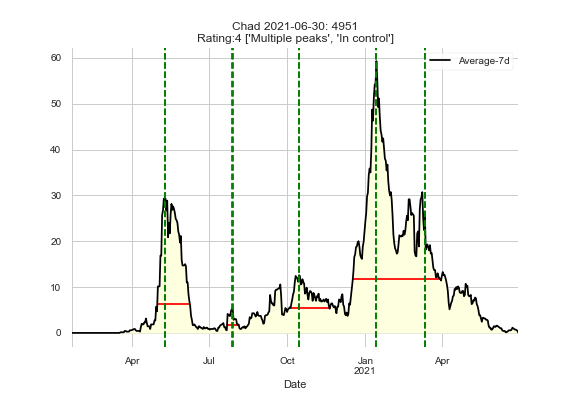 Chad 2021-06-30: 4951
Rating:4 ['Multiple peaks', 'In control']
Average-7d
60
50
40
30
20
10
0
Apr
Jul
Oct
Jan
2021
Apr
Date